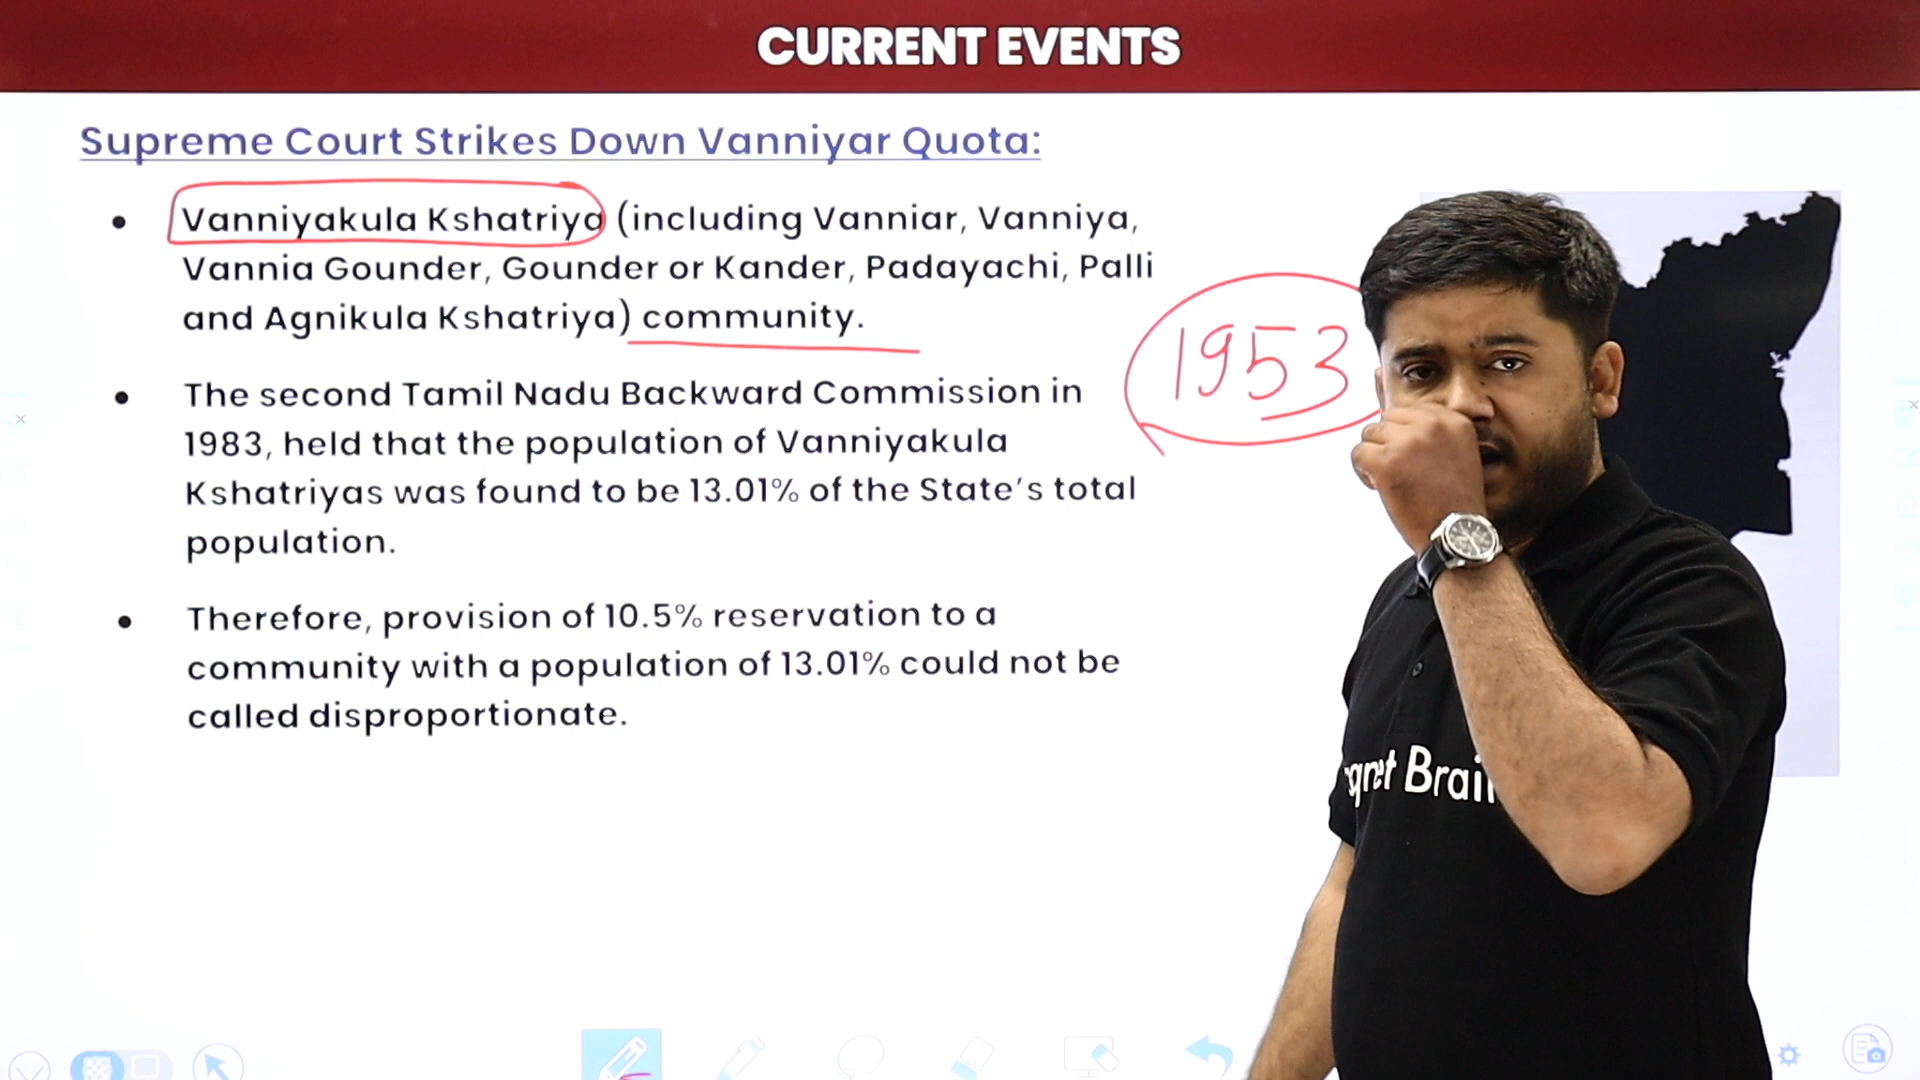 CURRENT EVENTS
Supreme Court Strikes Down Vanniyar Quota:
• Vanniyakula Kshatriya (including Vanniar, Vanniya,
Vannia Gounder, Gounder or Kander, Padayachi, Palli
and Agnikula Kshatriya) community.
1953
• The second Tamil Nadu Backward Commission in
1983, held that the population of Vanniyakula
Kshatriyas was found to be 13.01% of the State's total
population.
• Therefore, provision of 10.5% reservation to a
community with a population of 13.01% could not be
called disproportionate.
gnet Brai